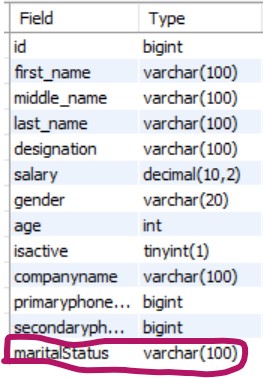 Field Type
id bigint
first_name varchar(100)
middle_name varchar(100)
last_name varchar(100)
designation varchar(100)
salary decimal(10,2)
gender varchar(20)
age int
isactive tinyint(1)
companyname varchar(100)
primaryphone... bigint
secondaryph... bigint
maritalStatus varchar(100)